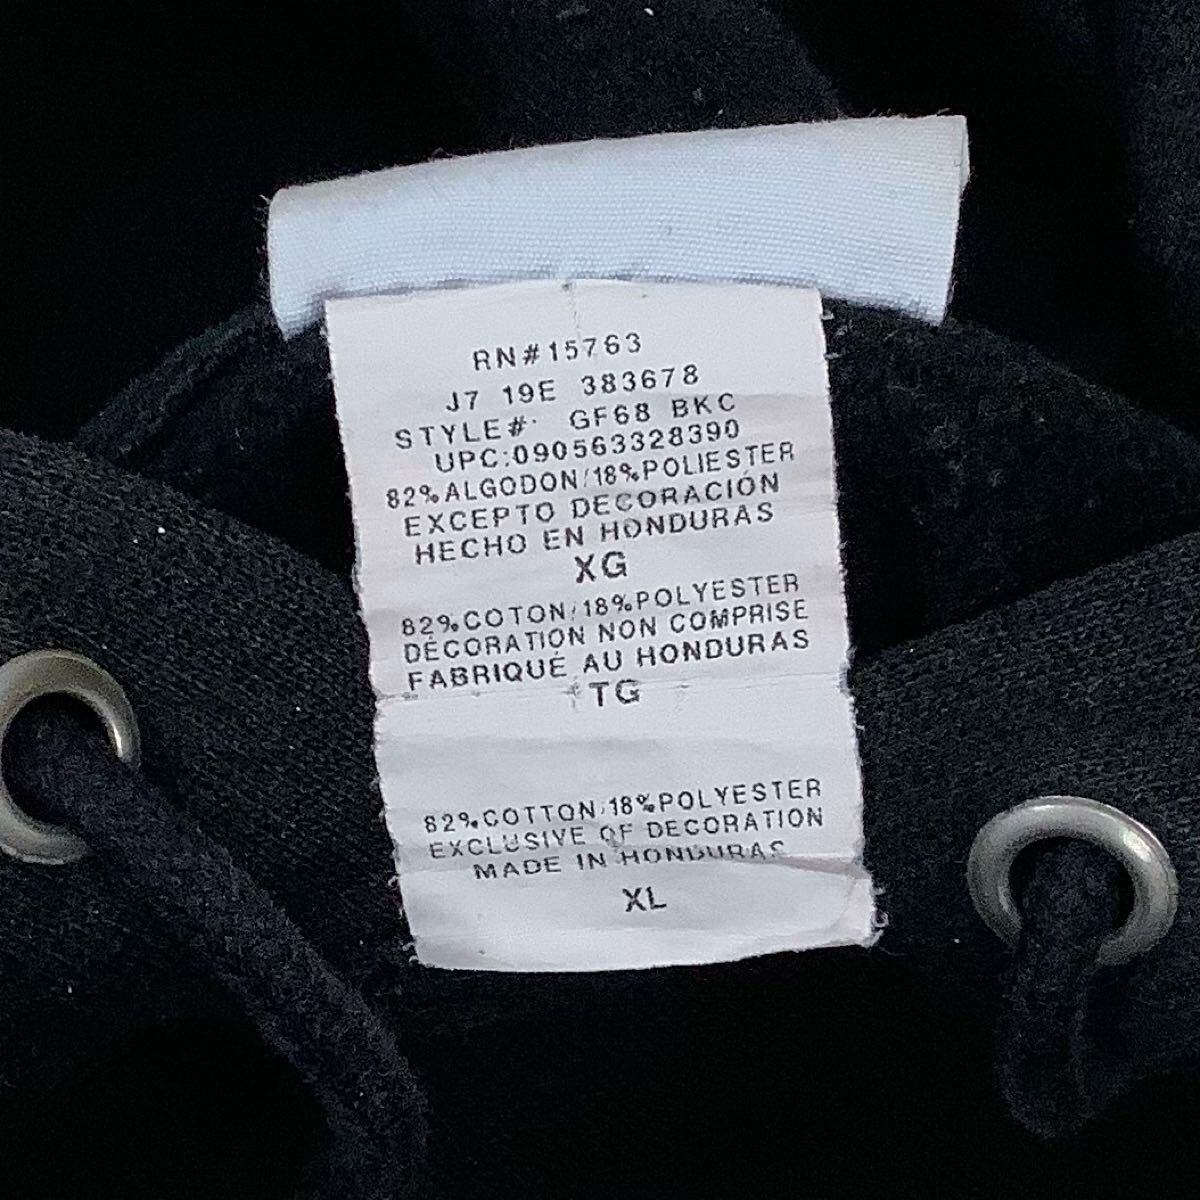 RN#15763
J7 19E 383678
STYLE#: GF68 BKC
UPC:090563328390
82%ALGODON/18%POLIESTER
EXCEPTO DECORACIÓN
HECHO EN HONDURAS
XG
82%COTON/18%POLYESTER
DÉCORATION NON COMPRISE
FABRIQUÉ AU HONDURAS
TG
82%COTTON/18%POLYESTER
EXCLUSIVE OF DECORATION
MADE IN HONDURAS
XL